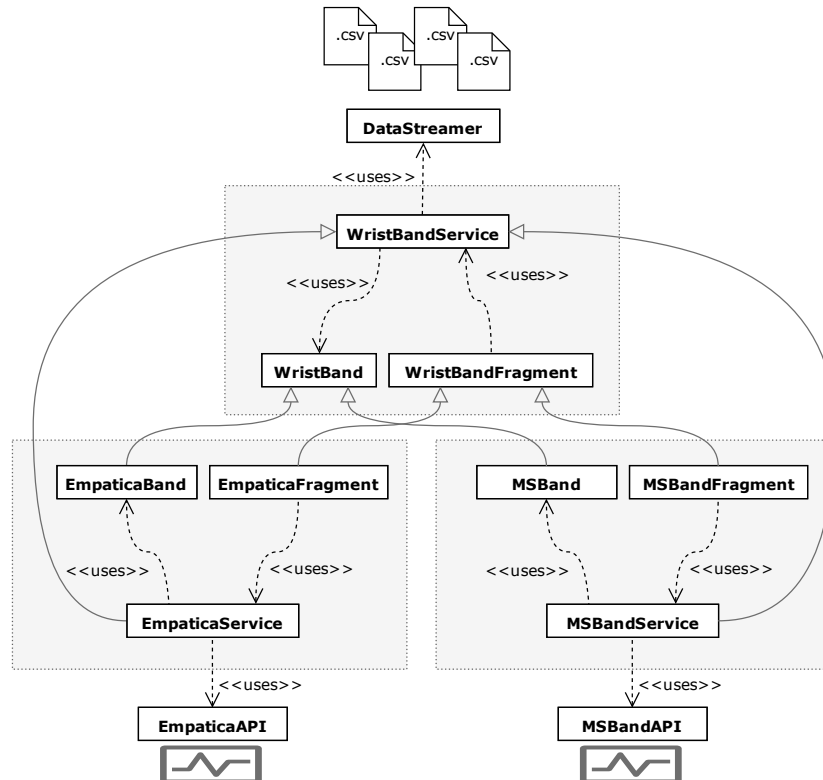 .csv
.csv
.csv
.csv
DataStreamer
<<uses>>
WristBandService
<<uses>>
<<uses>>
WristBand
WristBandFragment
EmpaticaBand
EmpaticaFragment
MSBand
MSBandFragment
<<uses>>
<<uses>>
<<uses>>
<<uses>>
EmpaticaService
MSBandService
<<uses>>
<<uses>>
EmpaticaAPI
MSBandAPI